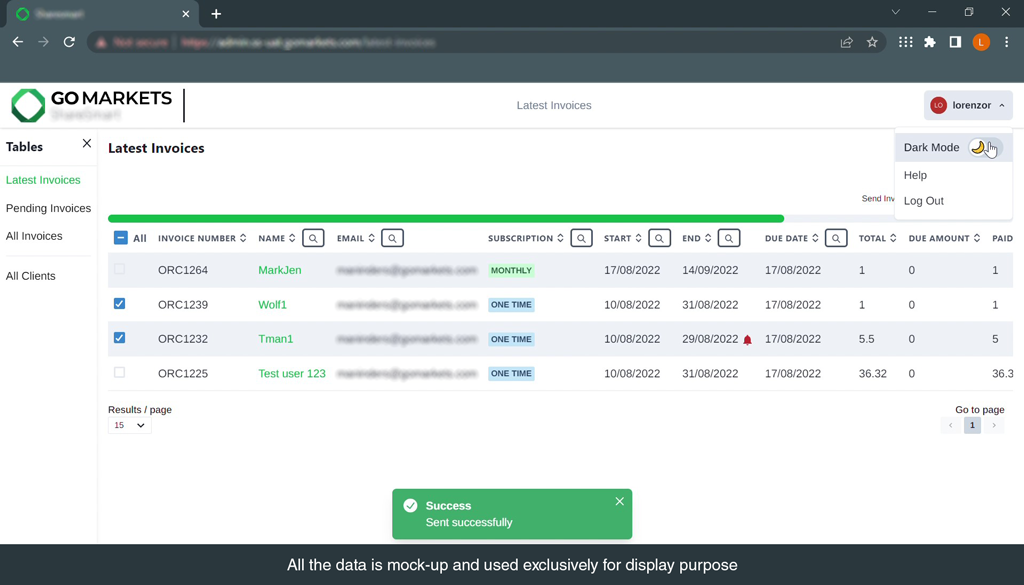 GO MARKETS
Latest Invoices
LO lorenzor
Tables
Latest Invoices
Dark Mode
Latest Invoices
Help
Pending Invoices
Send Inv
Log Out
All Invoices
All INVOICE NUMBER NAME EMAIL SUBSCRIPTION START END DUE DATE TOTAL DUE AMOUNT PAID
All Clients
ORC1264 MarkJen MONTHLY 17/08/2022 14/09/2022 17/08/2022 1 0 1
ORC1239 Wolf1 ONE TIME 10/08/2022 31/08/2022 17/08/2022 1 0 1
ORC1232 Tman1 ONE TIME 10/08/2022 29/08/2022 17/08/2022 5.5 0 5
ORC1225 Test user 123 ONE TIME 10/08/2022 31/08/2022 17/08/2022 36.32 0 36.3
Results / page
Go to page
15
‹ 1 ›
Success
Sent successfully
All the data is mock-up and used exclusively for display purpose
L